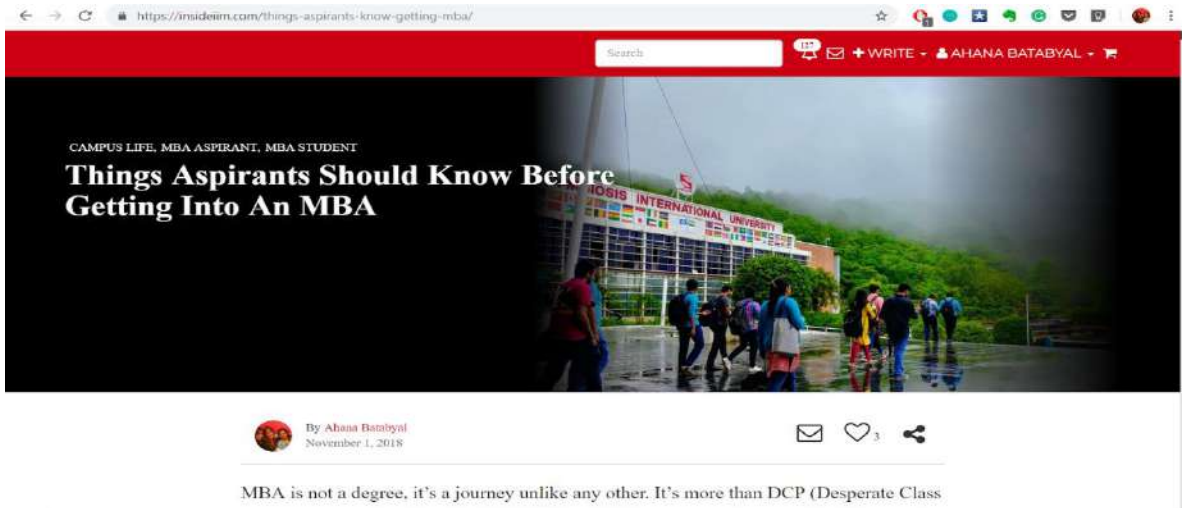 https://insideiim.com/things-aspirants-know-getting-mba/
Search
127
+ WRITE
AHANA BATABYAL
CAMPUS LIFE, MBA ASPIRANT, MBA STUDENT
Things Aspirants Should Know Before
Getting Into An MBA
OSIS INTERNATIONAL UNIVERSITY
By Ahana Batabyal
November 1, 2018
3
MBA is not a degree, it's a journey unlike any other. It's more than DCP (Desperate Class